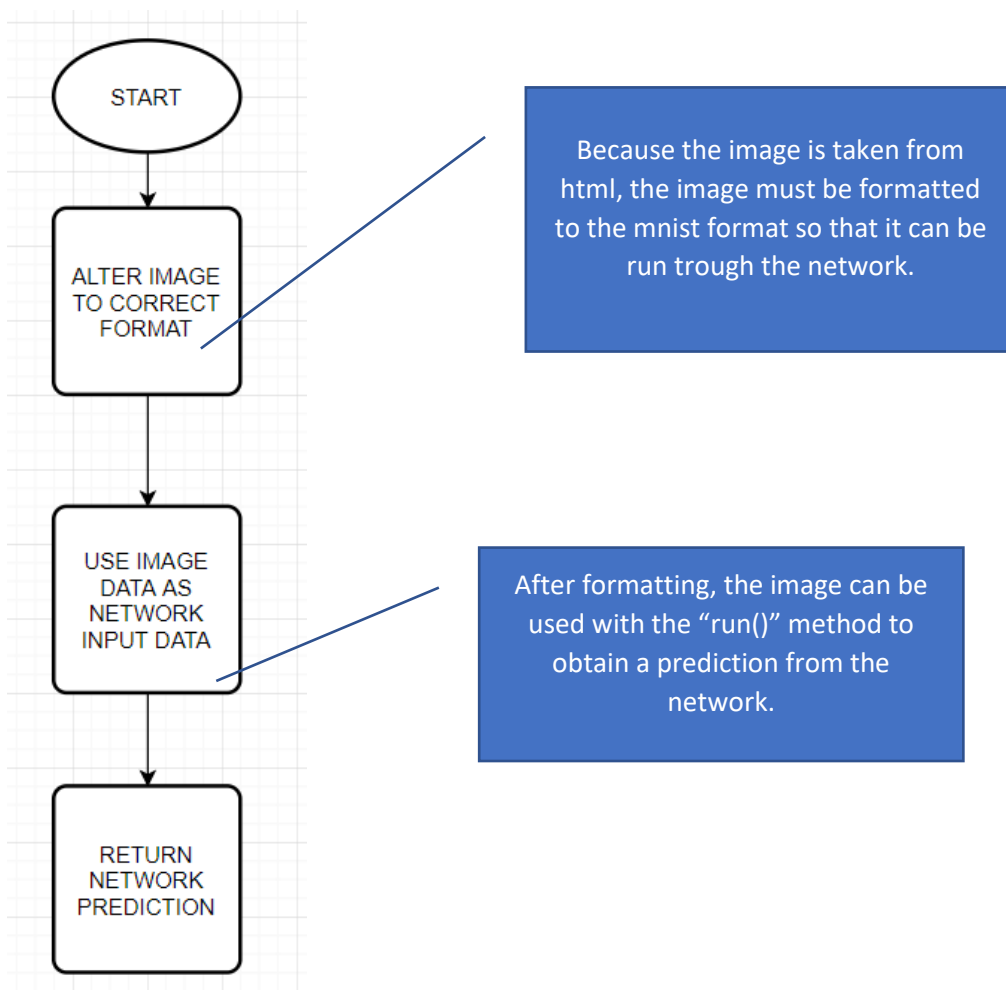 START
Because the image is taken from
html, the image must be formatted
to the mnist format so that it can be
run trough the network.
ALTER IMAGE
TO CORRECT
FORMAT
USE IMAGE
DATA AS
NETWORK
INPUT DATA
After formatting, the image can be
used with the “run()” method to
obtain a prediction from the
network.
RETURN
NETWORK
PREDICTION